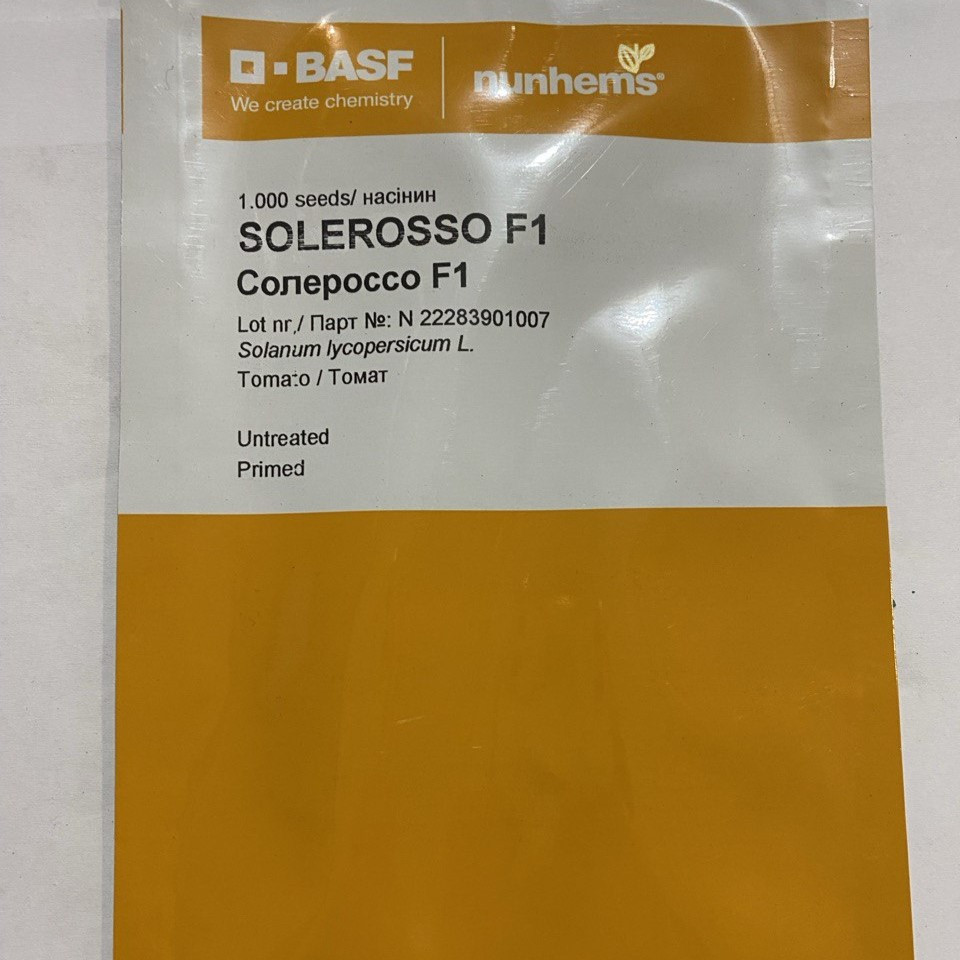 BASF
We create chemistry
nunhems®
1.000 seeds/ насінин
SOLEROSSO F1
Солероссо F1
Lot nr./ Парт №: N 22283901007
Solanum lycopersicum L.
Tomato / Томат
Untreated
Primed